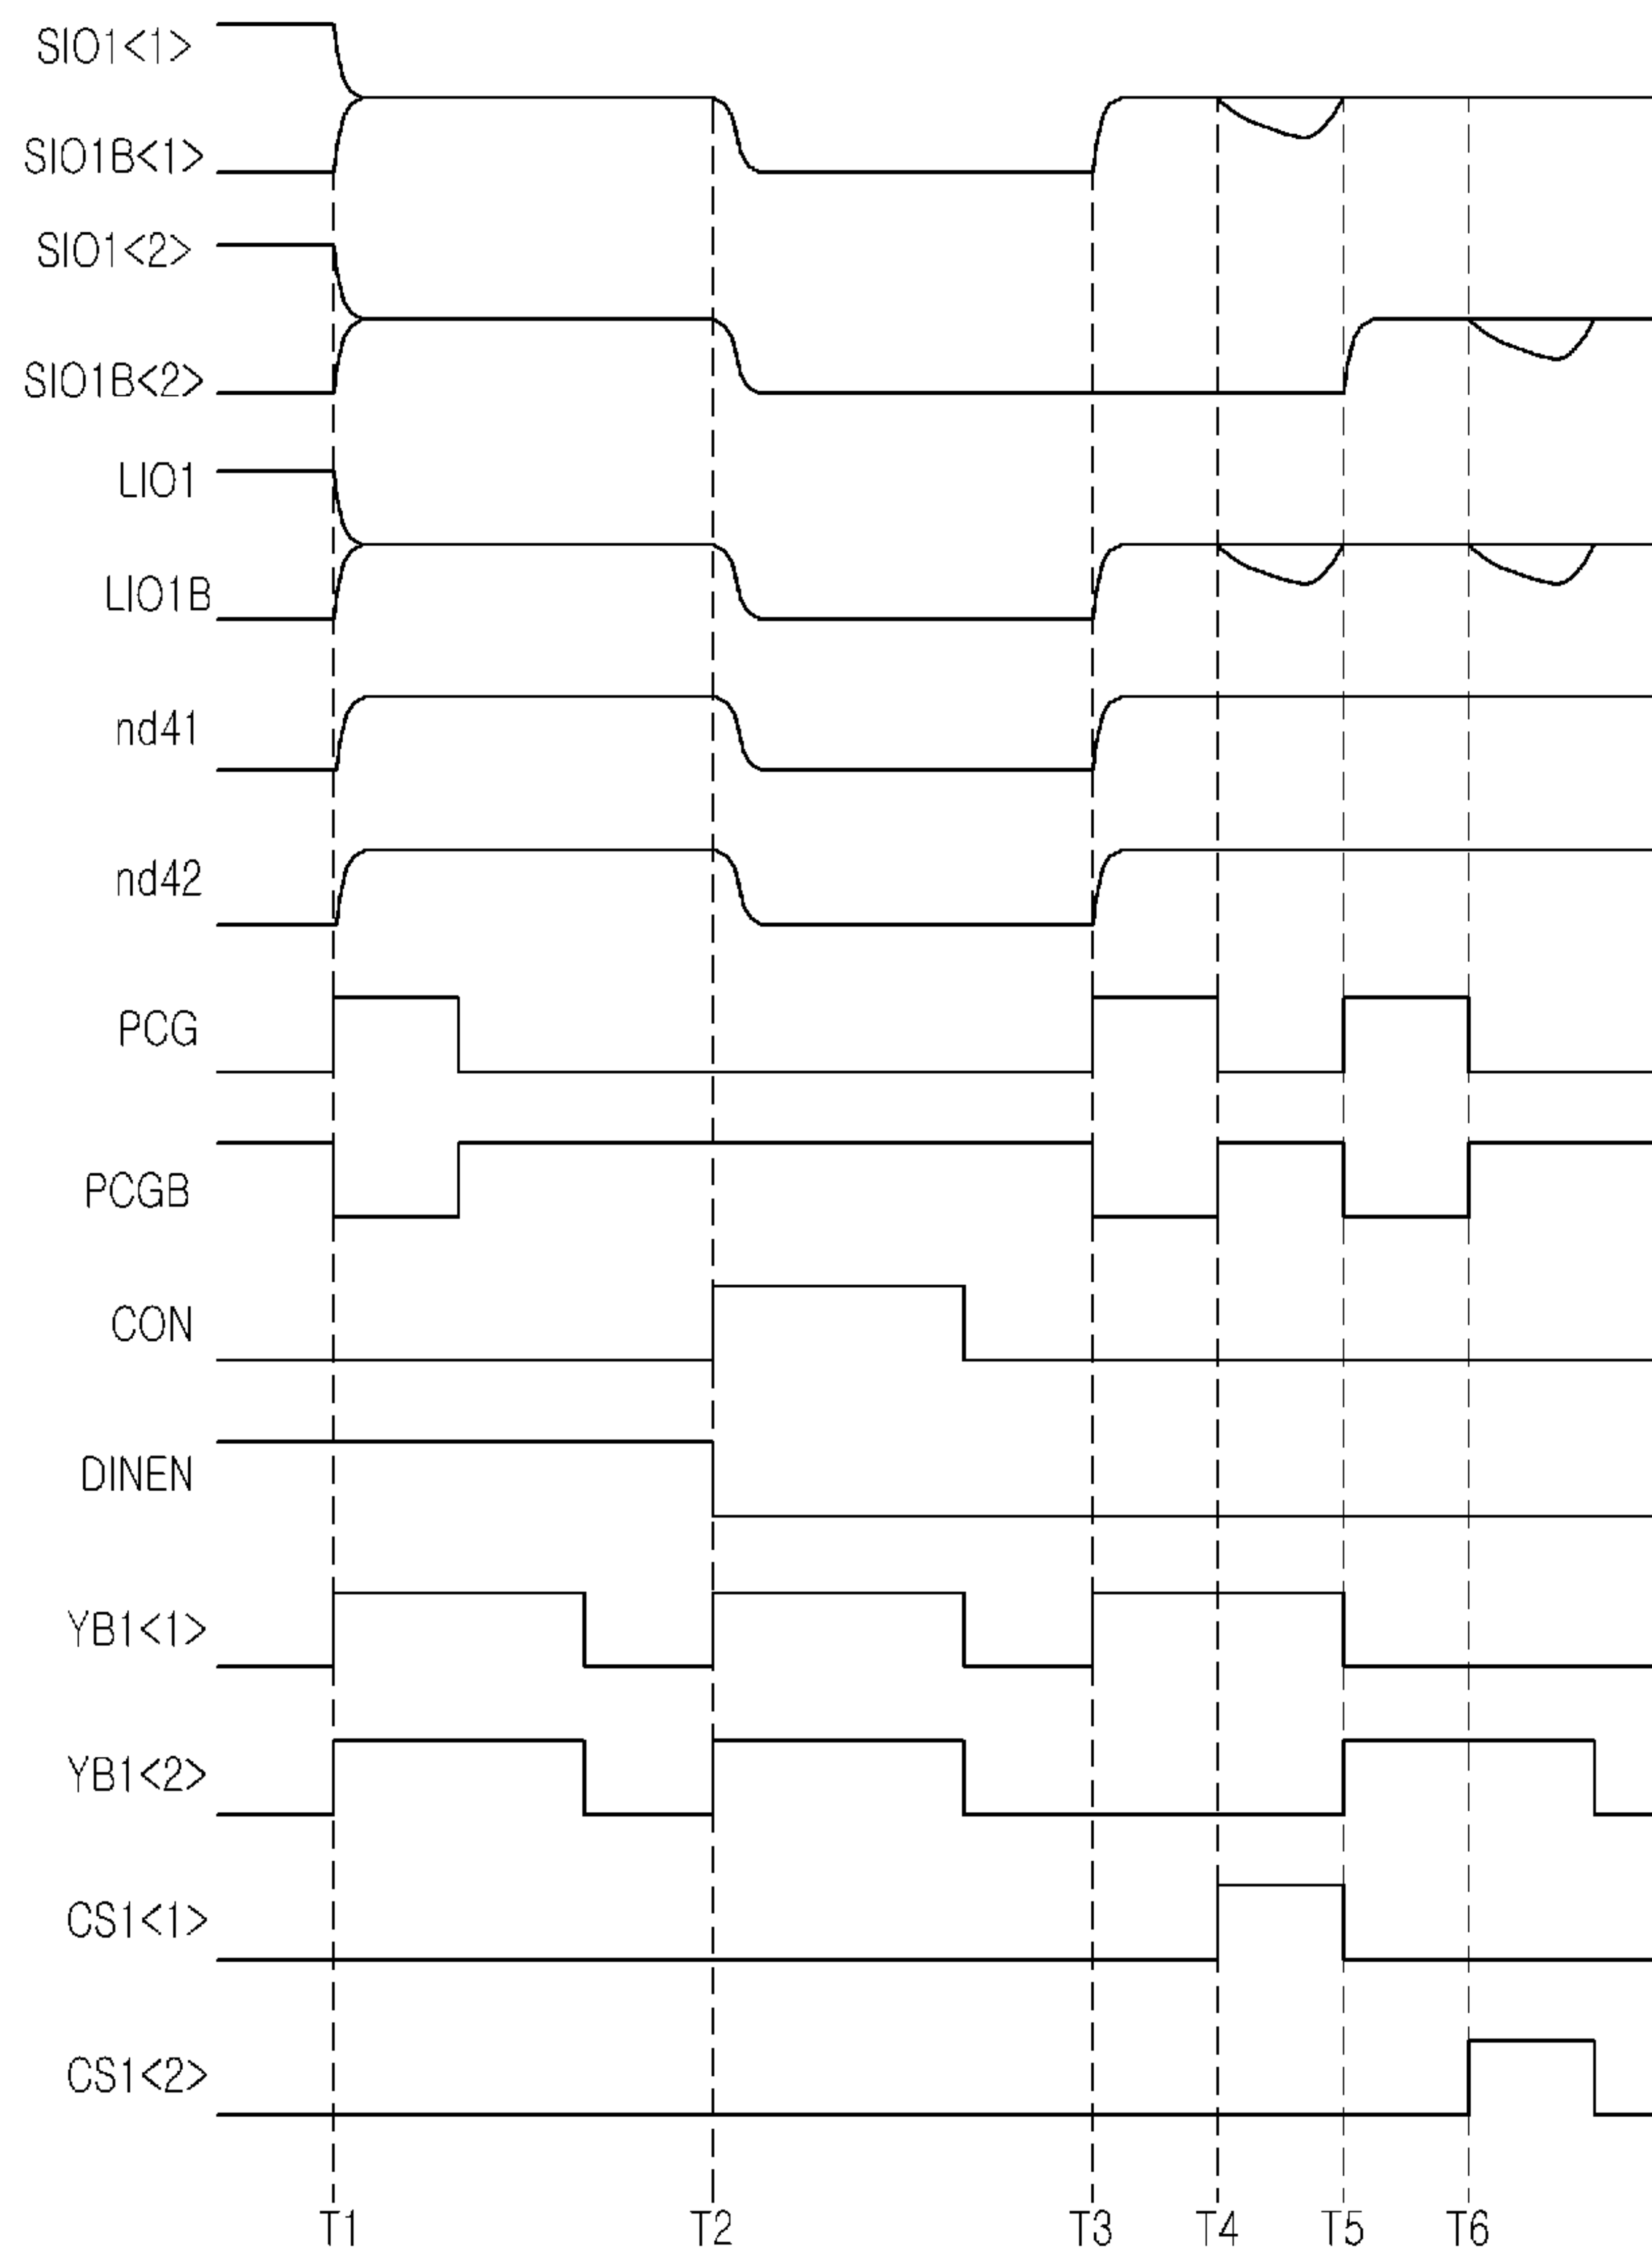 SIO1<1>
SIO1B<1>
SIO1<2>
SIO1B<2>
LIO1
LIO1B
nd41
nd42
PCG
PCGB
CON
DINEN
YB1<1>
YB1<2>
CS1<1>
CS1<2>
T1 T2 T3 T4 T5 T6